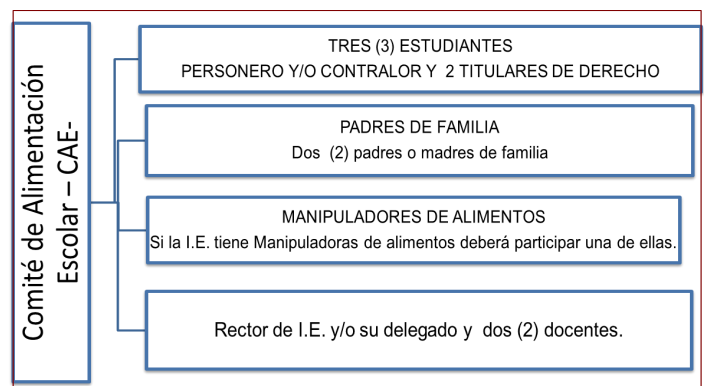 Comité de Alimentación
Escolar – CAE-
TRES (3) ESTUDIANTES
PERSONERO Y/O CONTRALOR Y 2 TITULARES DE DERECHO
PADRES DE FAMILIA
Dos (2) padres o madres de familia
MANIPULADORES DE ALIMENTOS
Si la I.E. tiene Manipuladoras de alimentos deberá participar una de ellas.
Rector de I.E. y/o su delegado y dos (2) docentes.